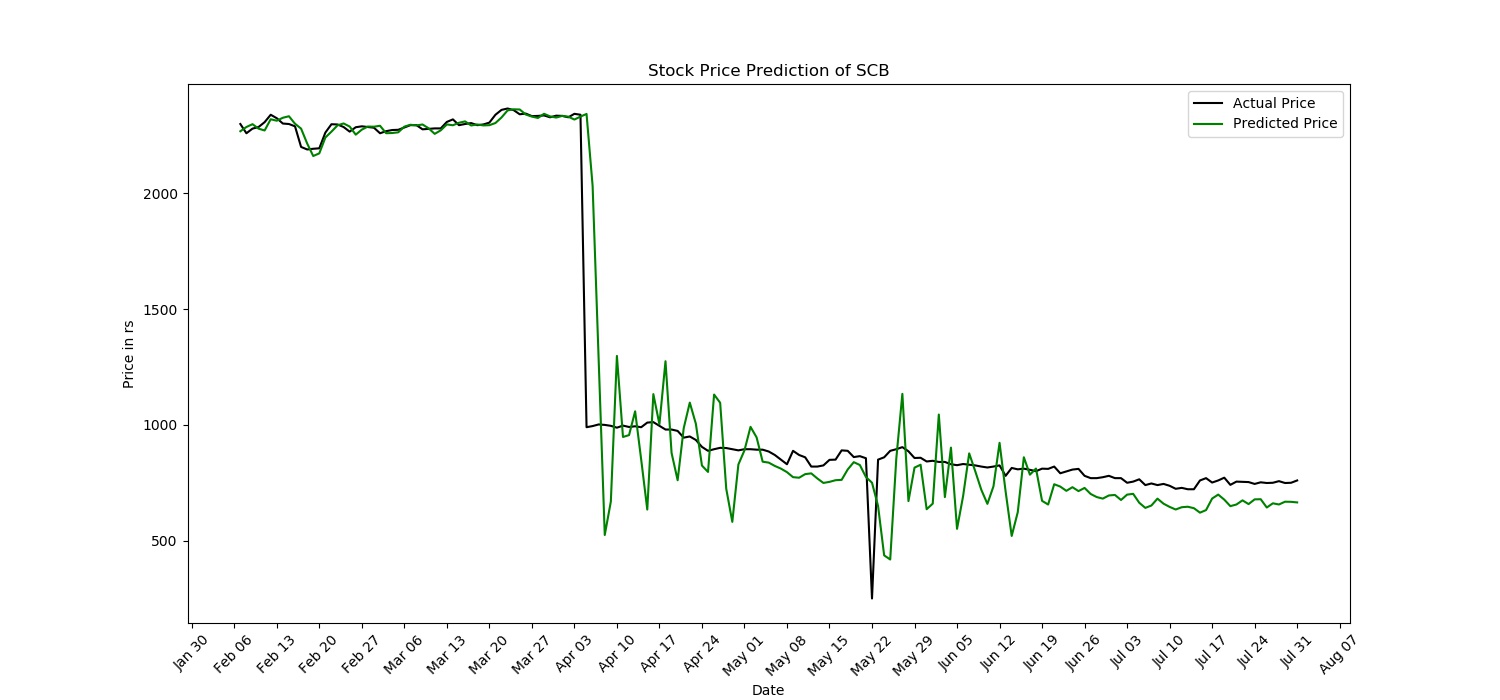 Stock Price Prediction of SCB
Actual Price
Predicted Price
Price in rs
2000
1500
1000
500
Jan 30
Feb 06
Feb 13
Feb 20
Feb 27
Mar 06
Mar 13
Mar 20
Mar 27
Apr 03
Apr 10
Apr 17
Apr 24
May 01
May 08
May 15
May 22
May 29
Jun 05
Jun 12
Jun 19
Jun 26
Jul 03
Jul 10
Jul 17
Jul 24
Jul 31
Aug 07
Date